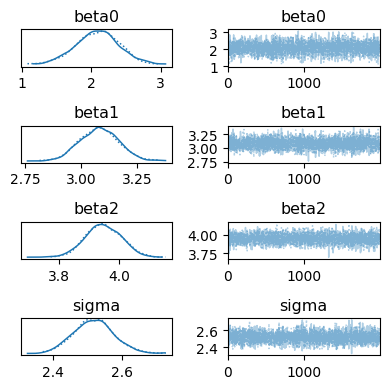 beta0 beta0
3
2
1
1 2 3 0 1000
beta1 beta1
3.25
3.00
2.75
2.75 3.00 3.25 0 1000
beta2 beta2
4.00
3.75
3.8 4.0 0 1000
sigma sigma
2.6
2.4
2.4 2.6 0 1000